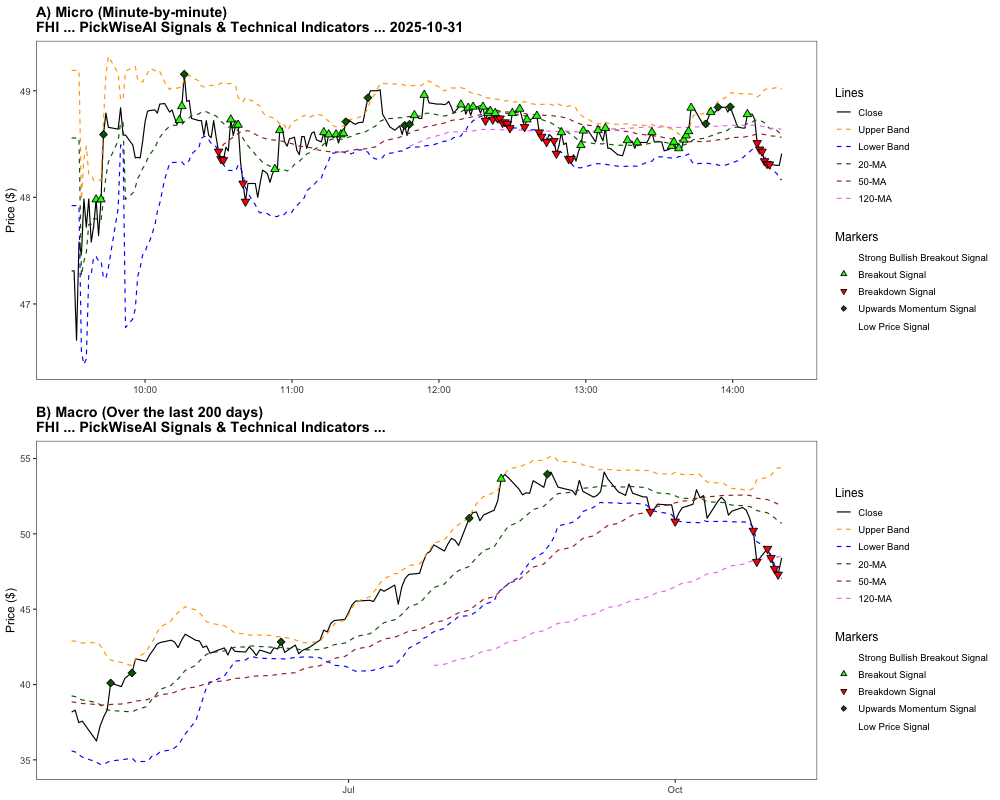 A) Micro (Minute-by-minute)
FHI ... PickWiseAI Signals & Technical Indicators ... 2025-10-31
Price ($)
49
48
47
10:00
11:00
12:00
13:00
14:00
Lines
Close
Upper Band
Lower Band
20-MA
50-MA
120-MA
Markers
Strong Bullish Breakout Signal
Breakout Signal
Breakdown Signal
Upwards Momentum Signal
Low Price Signal
B) Macro (Over the last 200 days)
FHI ... PickWiseAI Signals & Technical Indicators ...
Price ($)
55
50
45
40
35
Jul
Oct
Lines
Close
Upper Band
Lower Band
20-MA
50-MA
120-MA
Markers
Strong Bullish Breakout Signal
Breakout Signal
Breakdown Signal
Upwards Momentum Signal
Low Price Signal